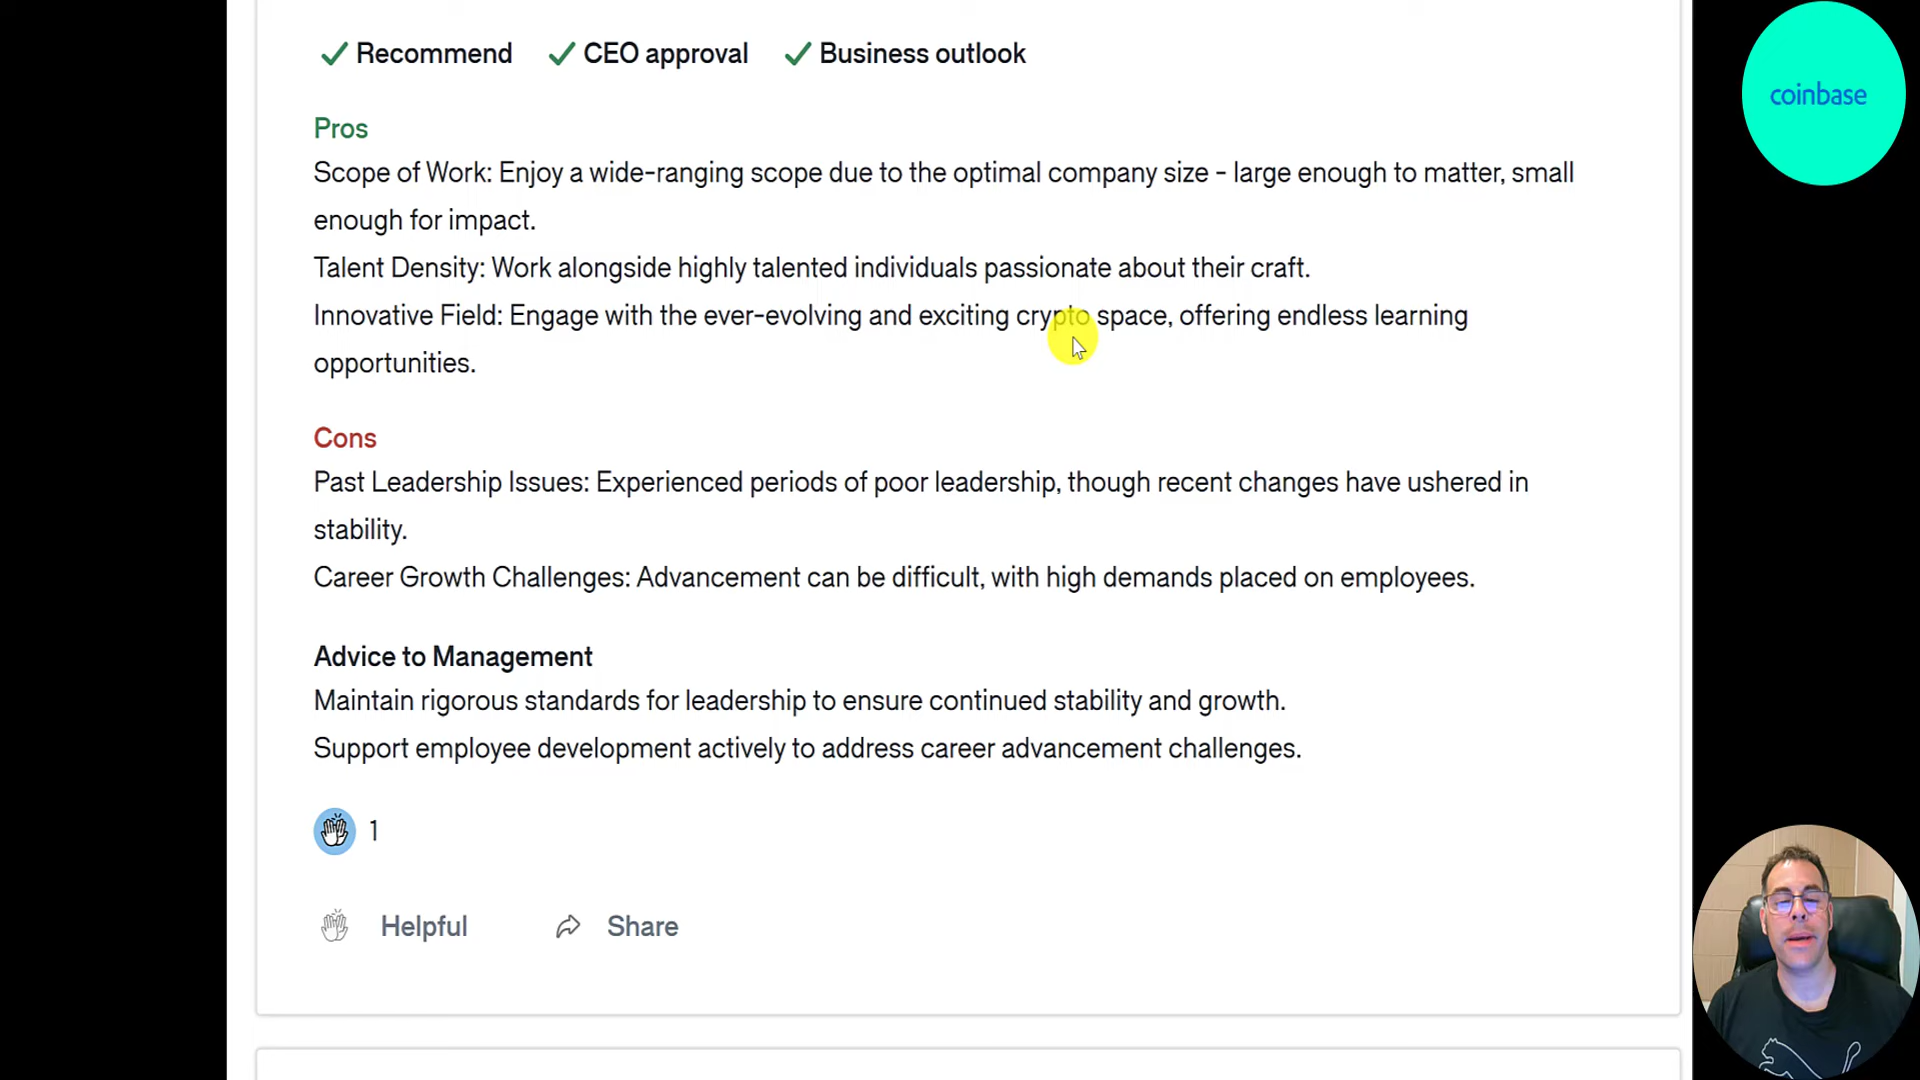 Recommend CEO approval Business outlook
coinbase
Pros
Scope of Work: Enjoy a wide-ranging scope due to the optimal company size - large enough to matter, small
enough for impact.
Talent Density: Work alongside highly talented individuals passionate about their craft.
Innovative Field: Engage with the ever-evolving and exciting crypto space, offering endless learning
opportunities.
Cons
Past Leadership Issues: Experienced periods of poor leadership, though recent changes have ushered in
stability.
Career Growth Challenges: Advancement can be difficult, with high demands placed on employees.
Advice to Management
Maintain rigorous standards for leadership to ensure continued stability and growth.
Support employee development actively to address career advancement challenges.
1
Helpful Share